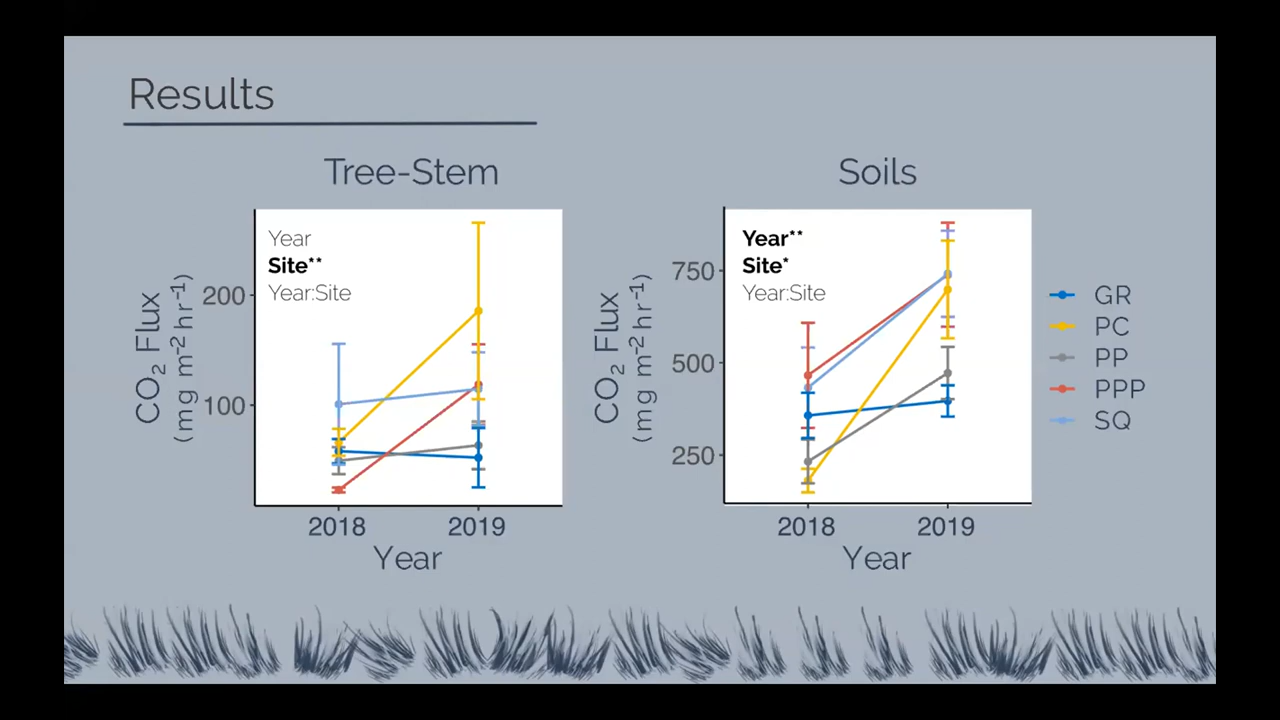 Results
Tree-Stem
CO₂ Flux
(mg m⁻² hr⁻¹)
Year
Site**
Year:Site
200
100
2018 2019
Year
Soils
CO₂ Flux
(mg m⁻² hr⁻¹)
Year**
Site*
Year:Site
750
500
250
2018 2019
Year
GR
PC
PP
PPP
SQ